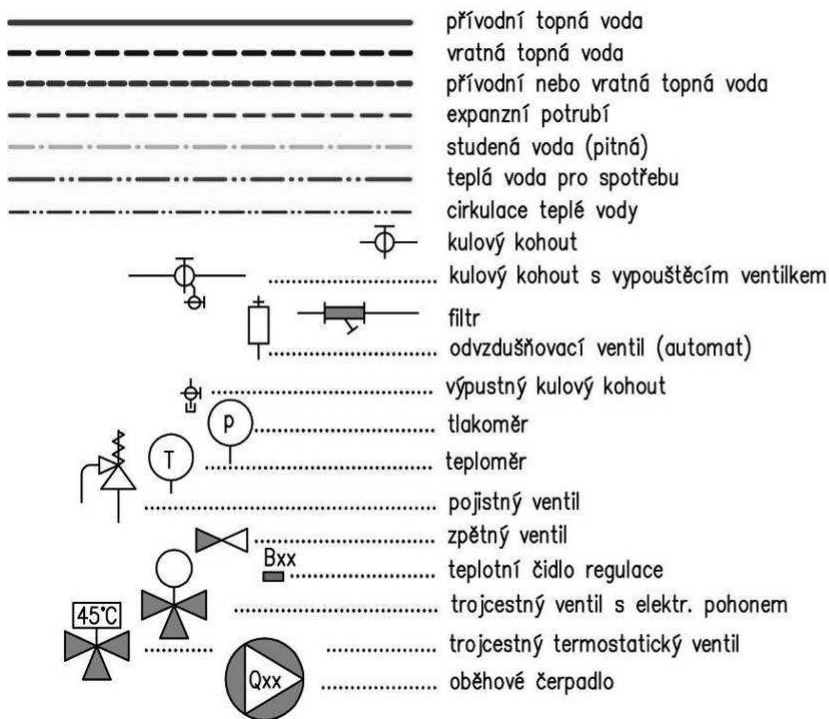 přívodní topná voda
vratná topná voda
přívodní nebo vratná topná voda
expanzní potrubí
studená voda (pitná)
teplá voda pro spotřebu
cirkulace teplé vody
kulový kohout
kulový kohout s vypouštěcím ventilkem
filtr
odvzdušňovací ventil (automat)
výpustný kulový kohout
p
tlakoměr
T
teploměr
pojistný ventil
zpětný ventil
Bxx
teplotní čidlo regulace
trojcestný ventil s elektr. pohonem
45°C
trojcestný termostatický ventil
Qxx
oběhové čerpadlo